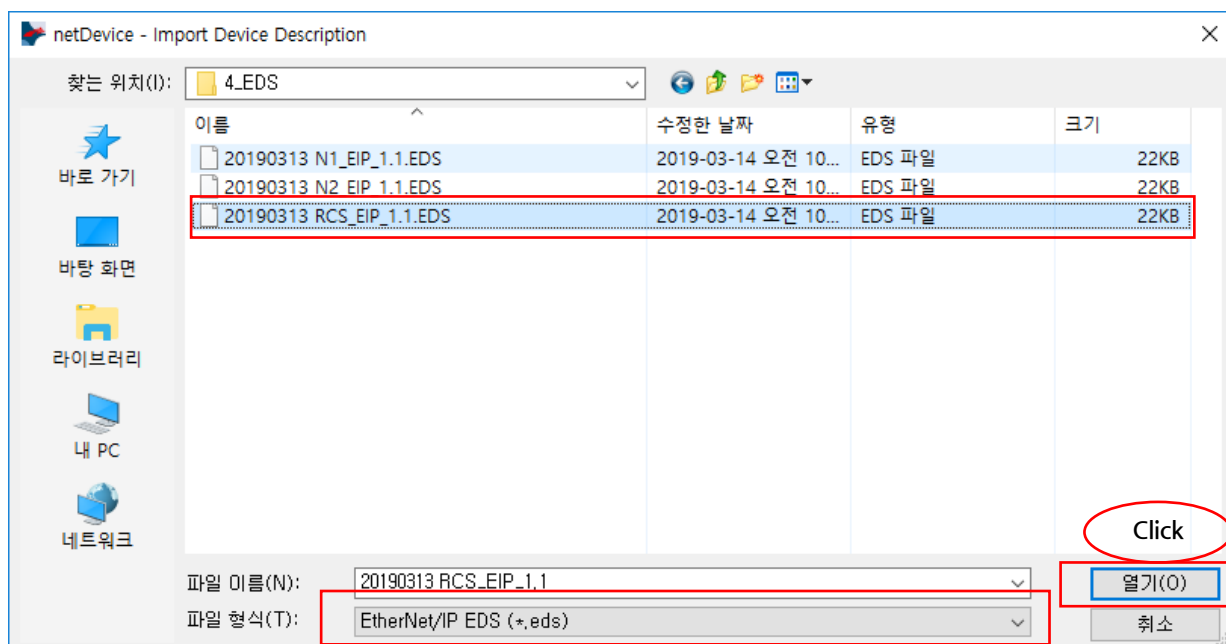 netDevice - Import Device Description
찾는 위치(I): 4_EDS
이름 수정한 날짜 유형 크기
20190313 N1_EIP_1.1.EDS 2019-03-14 오전 10... EDS 파일 22KB
20190313 N2_EIP_1.1.EDS 2019-03-14 오전 10... EDS 파일 22KB
20190313 RCS_EIP_1.1.EDS 2019-03-14 오전 10... EDS 파일 22KB
바로 가기
바탕 화면
라이브러리
내 PC
네트워크
Click
파일 이름(N): 20190313 RCS_EIP_1.1 열기(O)
파일 형식(T): EtherNet/IP EDS (*.eds) 취소